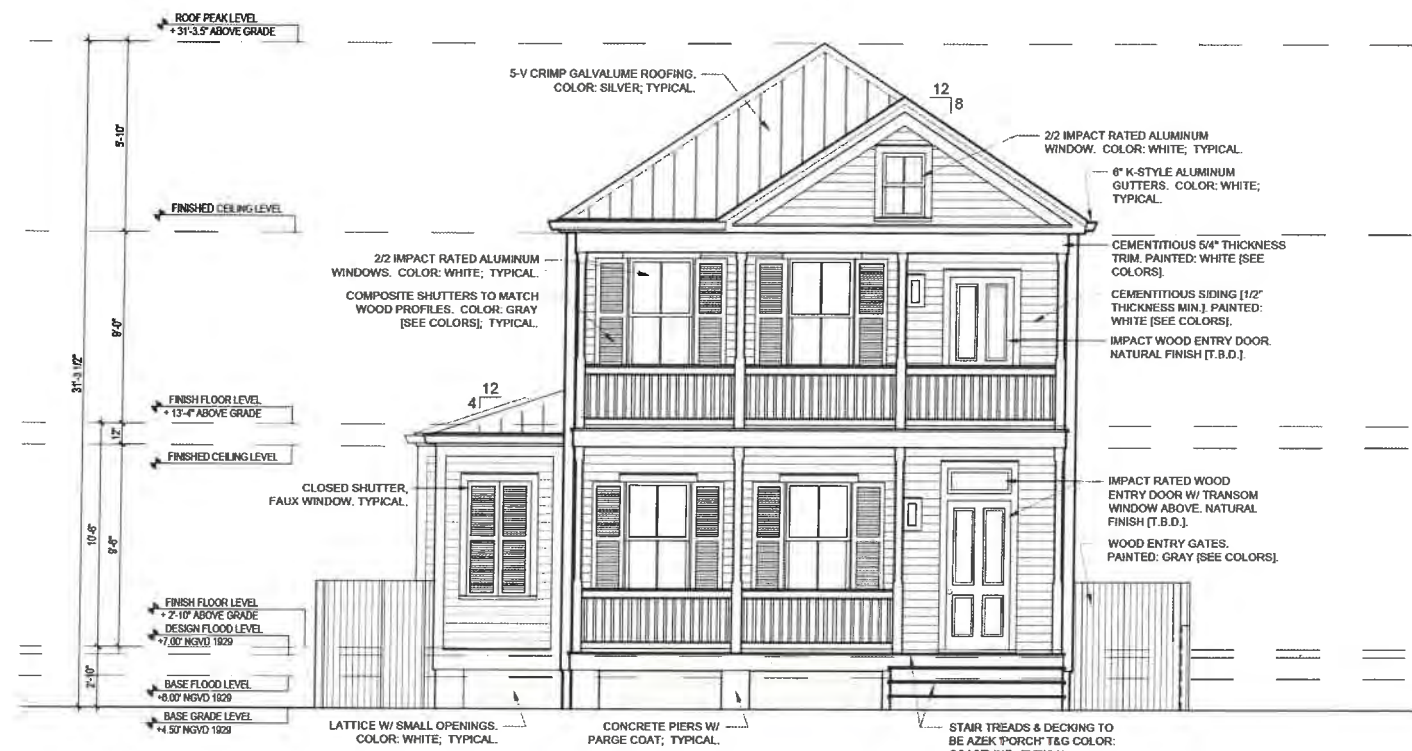 ROOF PEAK LEVEL
+ 31'-3.5" ABOVE GRADE
5-V CRIMP GALVALUME ROOFING.
COLOR: SILVER; TYPICAL.
12
8
2/2 IMPACT RATED ALUMINUM
WINDOW. COLOR: WHITE; TYPICAL.
6" K-STYLE ALUMINUM
GUTTERS. COLOR: WHITE;
TYPICAL.
FINISHED CEILING LEVEL
2/2 IMPACT RATED ALUMINUM
WINDOWS. COLOR: WHITE; TYPICAL.
COMPOSITE SHUTTERS TO MATCH
WOOD PROFILES. COLOR: GRAY
[SEE COLORS]; TYPICAL.
CEMENTITIOUS 5/4" THICKNESS
TRIM. PAINTED: WHITE [SEE
COLORS].
CEMENTITIOUS SIDING [1/2"
THICKNESS MIN.]. PAINTED:
WHITE [SEE COLORS].
IMPACT WOOD ENTRY DOOR.
NATURAL FINISH [T.B.D.].
9'-0"
31'-3 1/2"
12
4
FINISH FLOOR LEVEL
+ 13'-4" ABOVE GRADE
12"
FINISHED CEILING LEVEL
CLOSED SHUTTER,
FAUX WINDOW. TYPICAL.
IMPACT RATED WOOD
ENTRY DOOR W/ TRANSOM
WINDOW ABOVE. NATURAL
FINISH [T.B.D.].
WOOD ENTRY GATES.
PAINTED: GRAY [SEE COLORS].
10'-6"
9'-6"
FINISH FLOOR LEVEL
+ 2'-10" ABOVE GRADE
DESIGN FLOOD LEVEL
+7.00' NGVD 1929
2'-10"
BASE FLOOD LEVEL
+6.00' NGVD 1929
BASE GRADE LEVEL
+4.50' NGVD 1929
LATTICE W/ SMALL OPENINGS.
COLOR: WHITE; TYPICAL.
CONCRETE PIERS W/
PARGE COAT; TYPICAL.
STAIR TREADS & DECKING TO
BE AZEK 'PORCH' T&G COLOR: